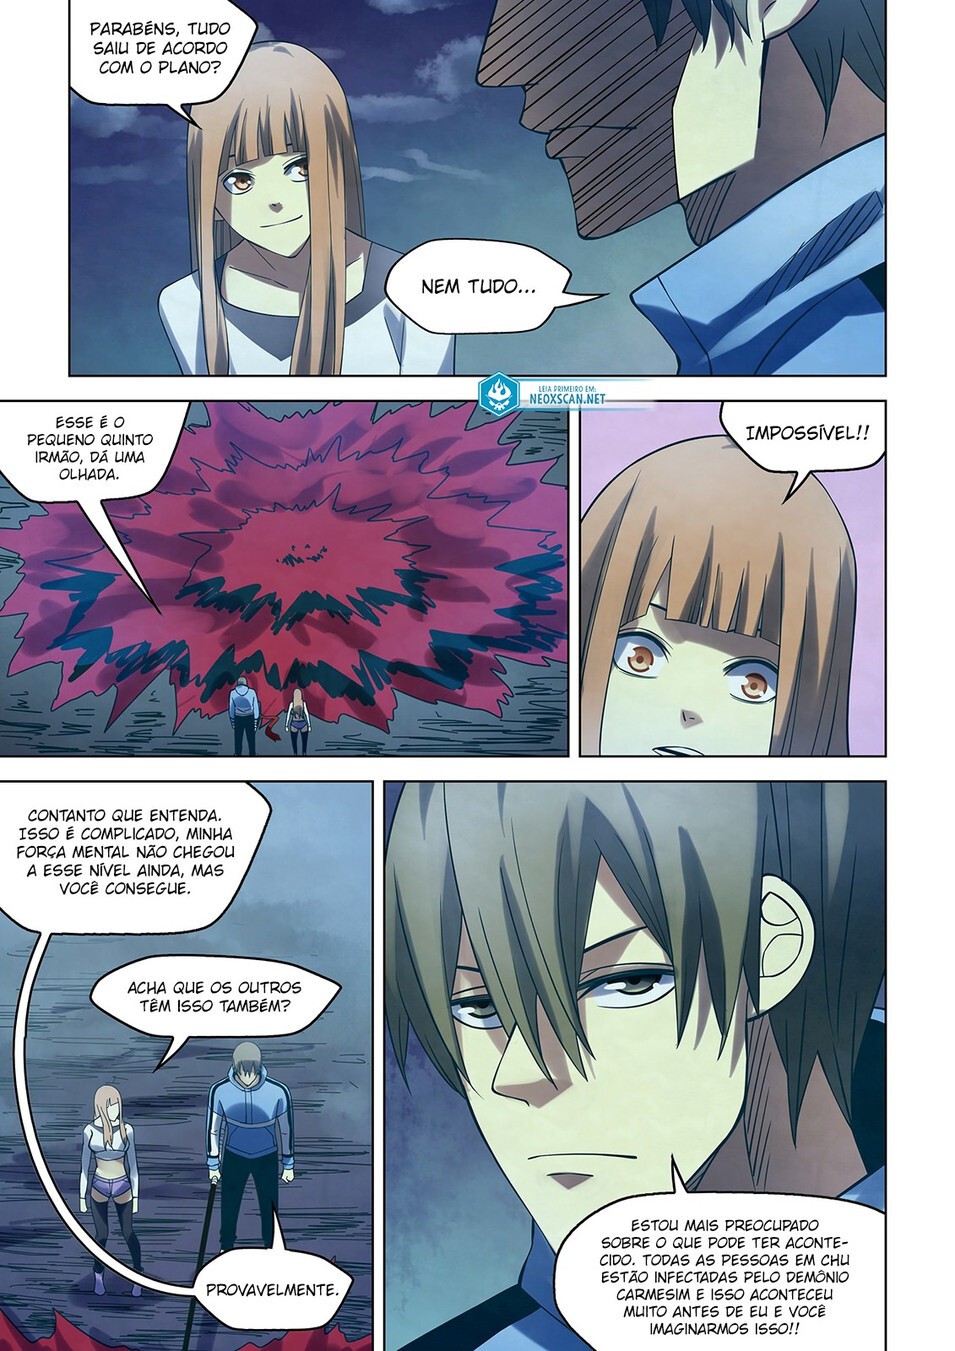 PARABÉNS, TUDO
SAIU DE ACORDO
COM O PLANO?
NEM TUDO...
LEIA PRIMEIRO EM:
NEOXSCAN.NET
ESSE É O
PEQUENO QUINTO
IRMÃO, DÁ UMA
OLHADA.
IMPOSSÍVEL!!
CONTANTO QUE ENTENDA.
ISSO É COMPLICADO, MINHA
FORÇA MENTAL NÃO CHEGOU
A ESSE NÍVEL AINDA, MAS
VOCÊ CONSEGUE.
ACHA QUE OS OUTROS
TÊM ISSO TAMBÉM?
PROVAVELMENTE.
ESTOU MAIS PREOCUPADO
SOBRE O QUE PODE TER ACONTE-
CIDO. TODAS AS PESSOAS EM CHU
ESTÃO INFECTADAS PELO DEMÔNIO
CARMESIM E ISSO ACONTECEU
MUITO ANTES DE EU E VOCÊ
IMAGINARMOS ISSO!!